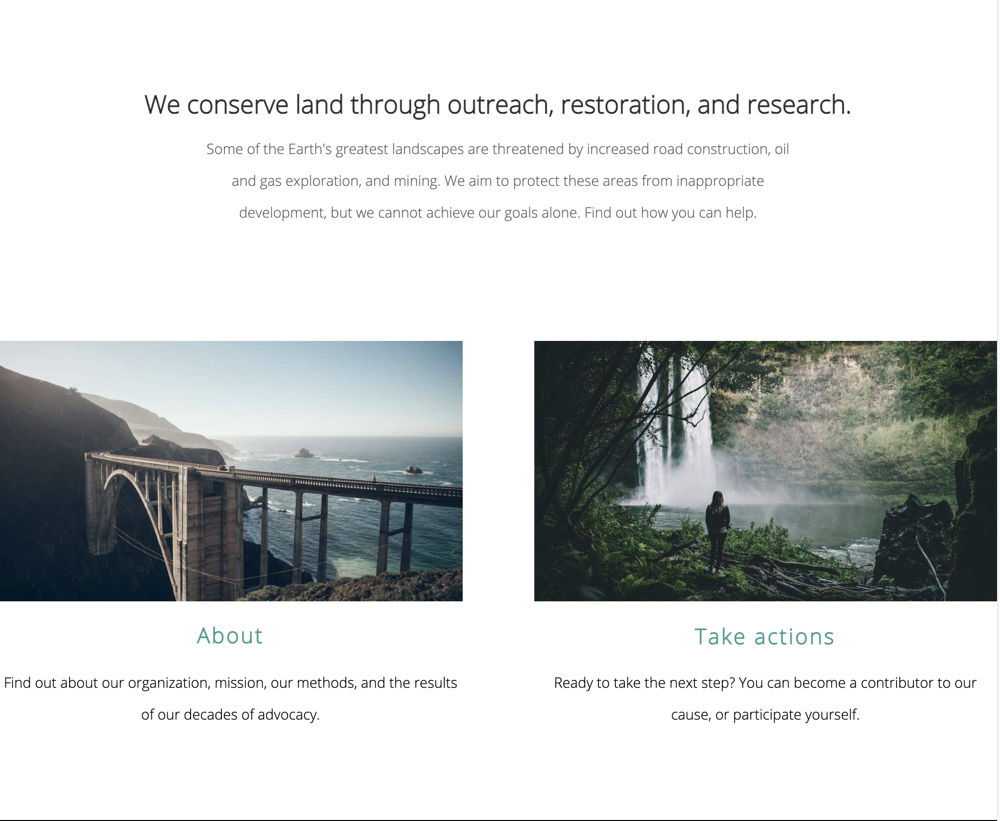 We conserve land through outreach, restoration, and research.
Some of the Earth's greatest landscapes are threatened by increased road construction, oil
and gas exploration, and mining. We aim to protect these areas from inappropriate
development, but we cannot achieve our goals alone. Find out how you can help.
About
Find out about our organization, mission, our methods, and the results
of our decades of advocacy.
Take actions
Ready to take the next step? You can become a contributor to our
cause, or participate yourself.